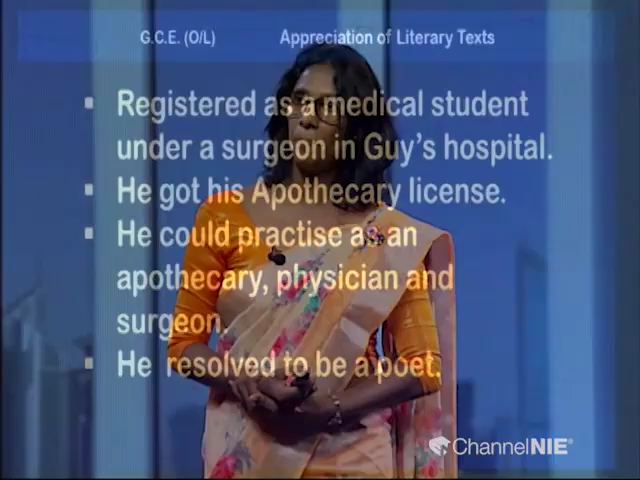 G.C.E. (O/L) Appreciation of Literary Texts
▪ Registered as a medical student
under a surgeon in Guy's hospital.
▪ He got his Apothecary license.
▪ He could practise as an
apothecary, physician and
surgeon.
▪ He resolved to be a poet.
ChannelNIE